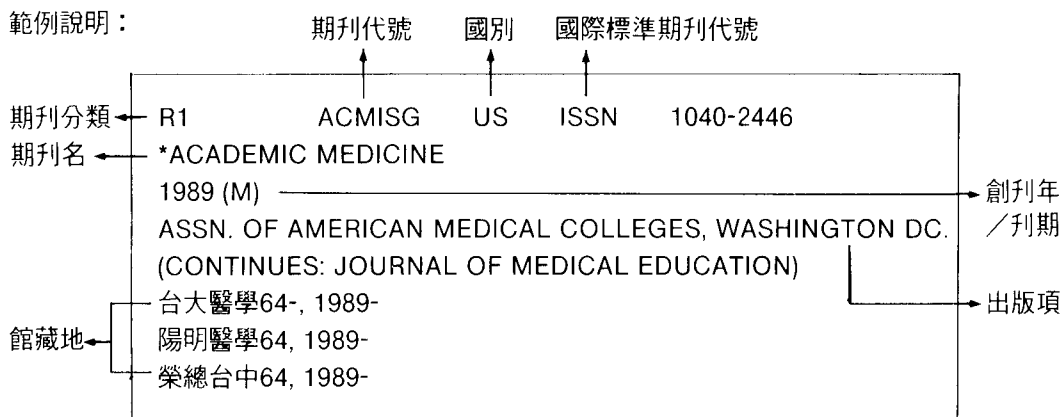 範例說明：
期刊代號 國別 國際標準期刊代號
期刊分類 R1 ACMISG US ISSN 1040-2446
期刊名 *ACADEMIC MEDICINE
1989 (M) 創刊年
ASSN. OF AMERICAN MEDICAL COLLEGES, WASHINGTON DC. ／刊期
(CONTINUES: JOURNAL OF MEDICAL EDUCATION)
台大醫學64-, 1989- 出版項
館藏地 陽明醫學64, 1989-
榮總台中64, 1989-